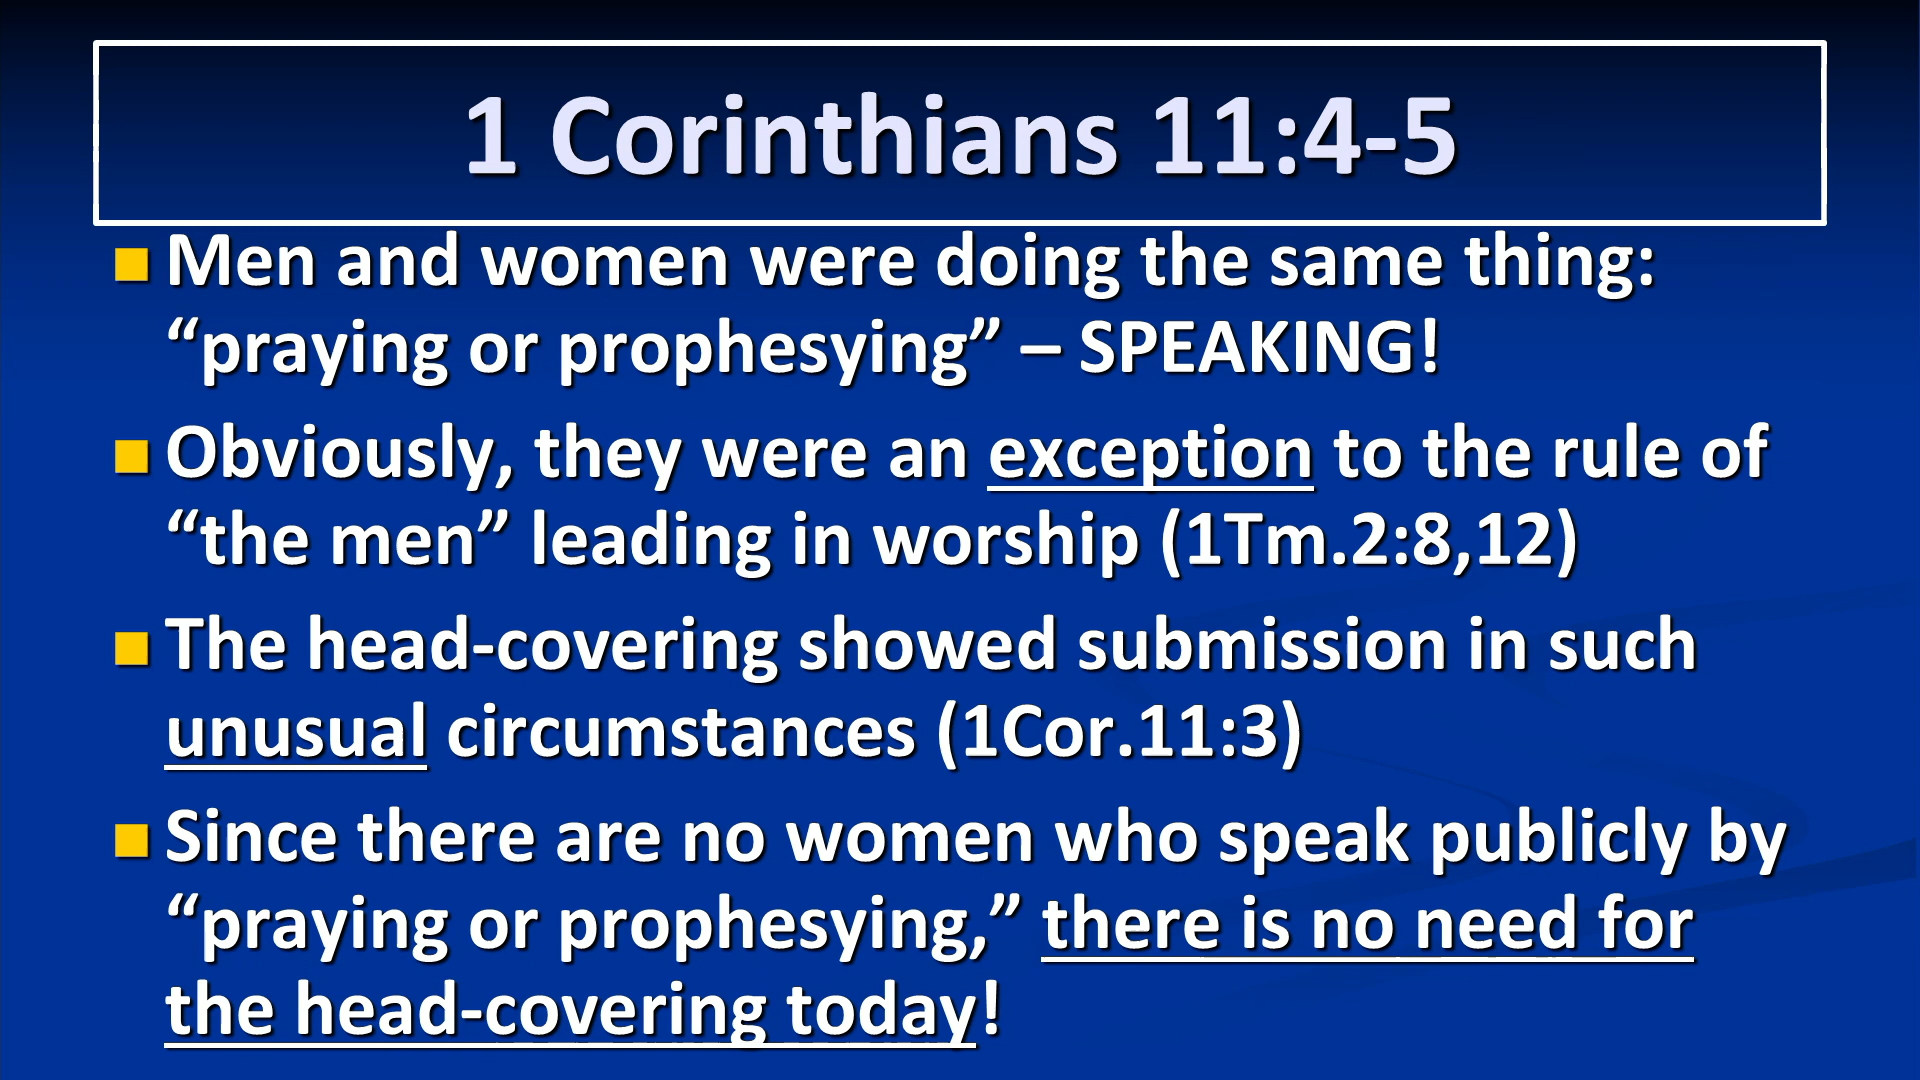 1 Corinthians 11:4-5
Men and women were doing the same thing:
“praying or prophesying” – SPEAKING!
Obviously, they were an exception to the rule of
“the men” leading in worship (1Tm.2:8,12)
The head-covering showed submission in such
unusual circumstances (1Cor.11:3)
Since there are no women who speak publicly by
“praying or prophesying,” there is no need for
the head-covering today!